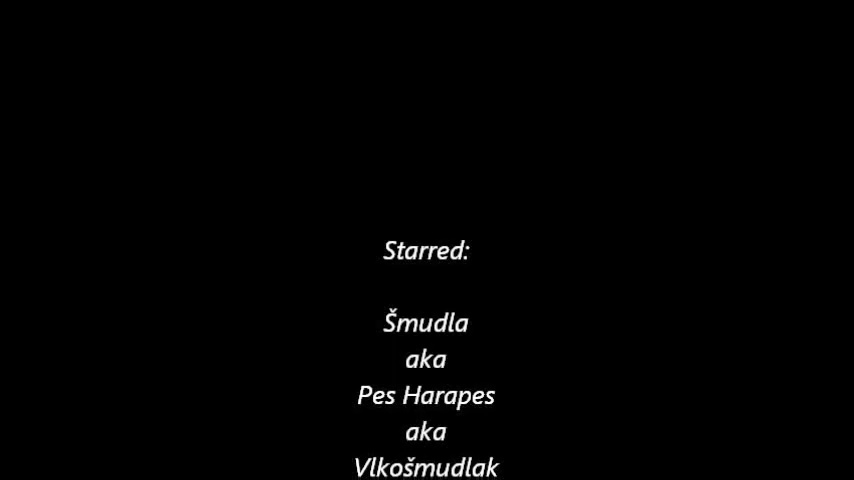 Starred:
Šmudla
aka
Pes Harapes
aka
Vlkošmudlak